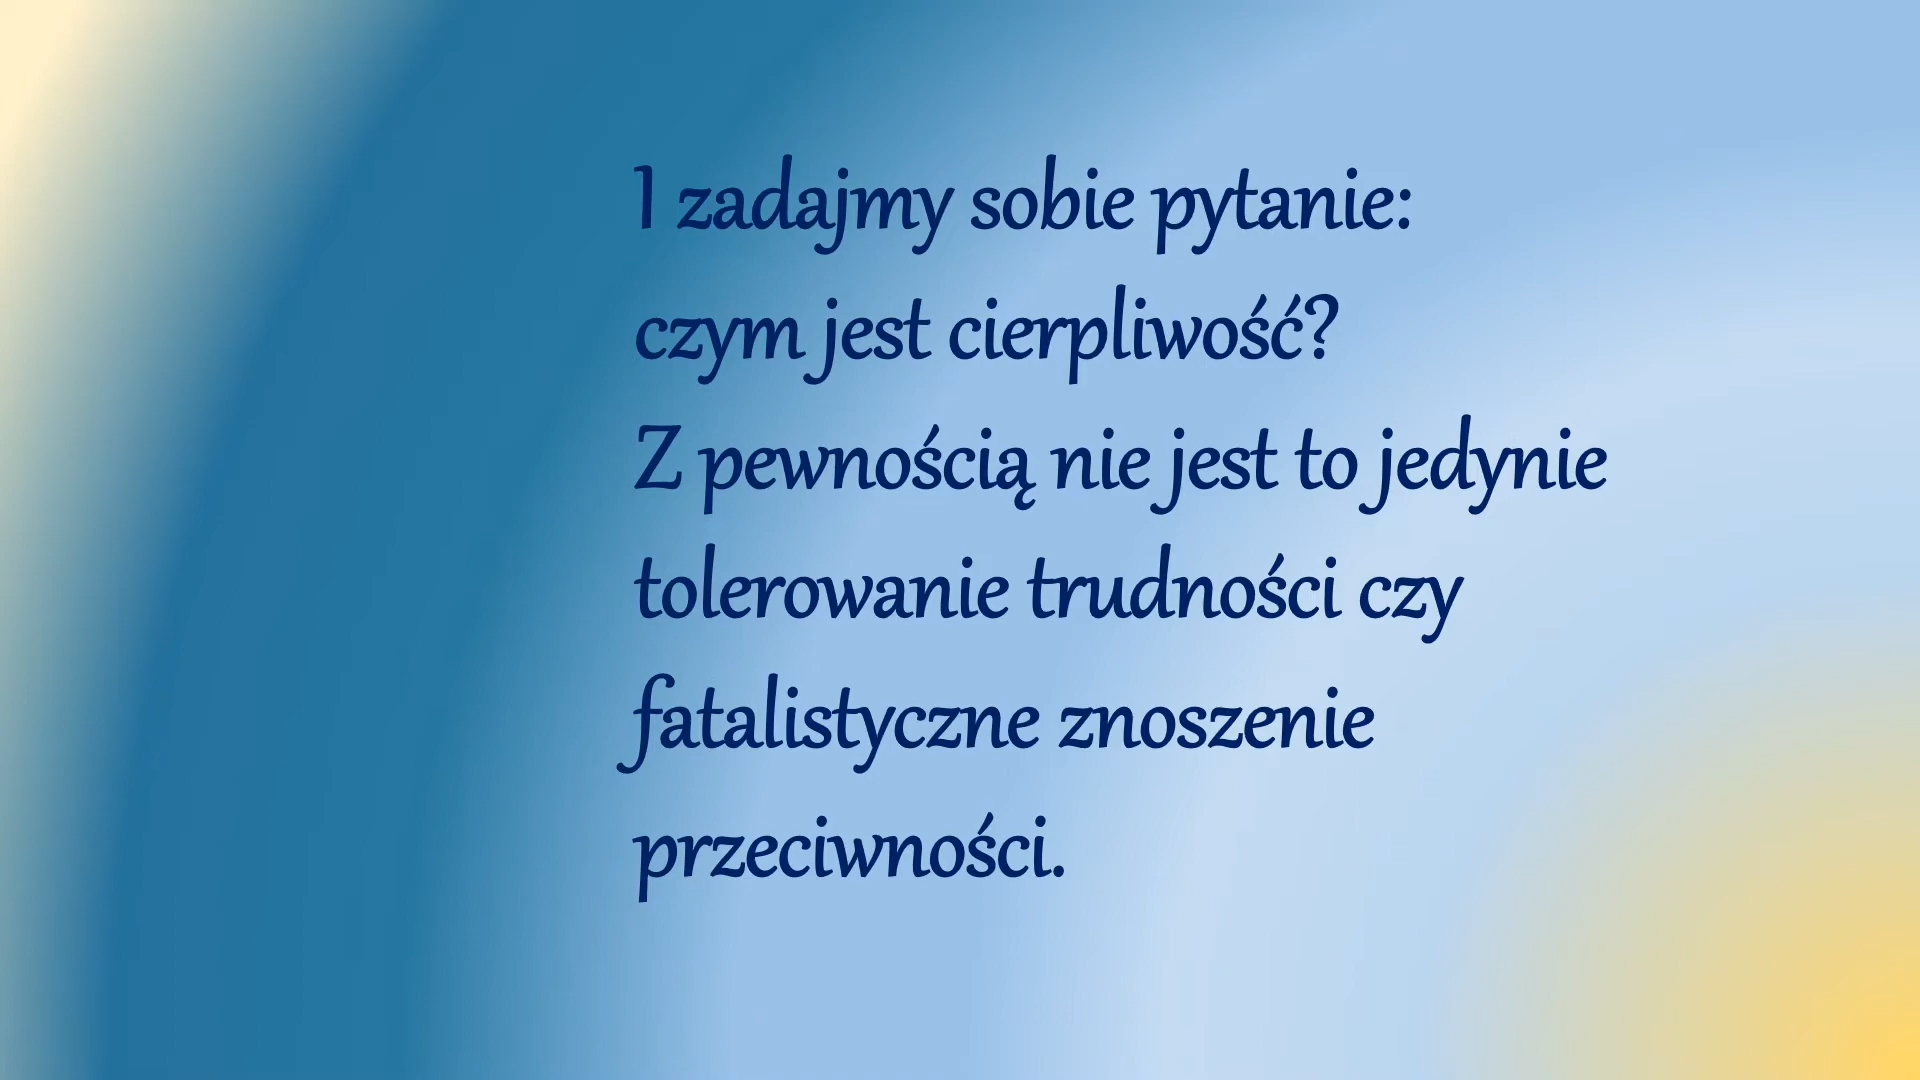 I zadajmy sobie pytanie:
czym jest cierpliwość?
Z pewnością nie jest to jedynie
tolerowanie trudności czy
fatalistyczne znoszenie
przeciwności.